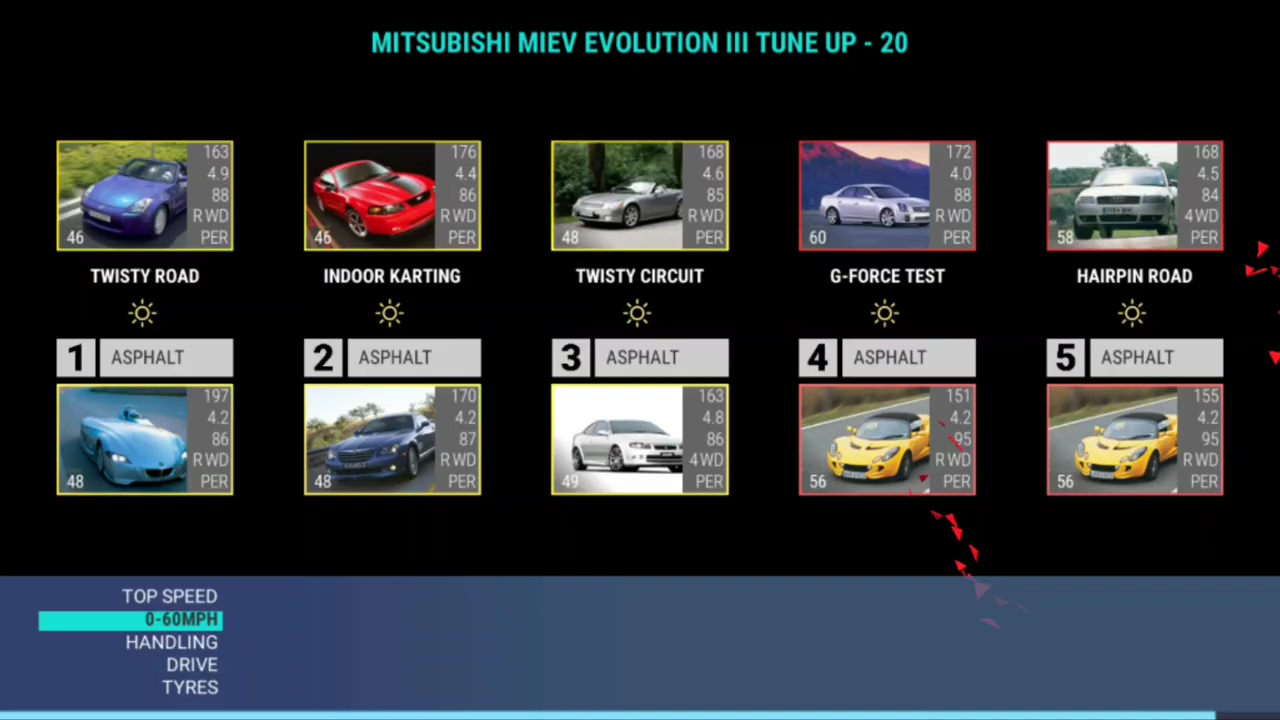 MITSUBISHI MIEV EVOLUTION III TUNE UP - 20
163
4.9
88
RWD
PER
46
176
4.4
86
RWD
PER
46
168
4.6
85
RWD
PER
48
172
4.0
88
RWD
PER
60
168
4.5
84
4WD
PER
58
TWISTY ROAD
INDOOR KARTING
TWISTY CIRCUIT
G-FORCE TEST
HAIRPIN ROAD
1 ASPHALT
2 ASPHALT
3 ASPHALT
4 ASPHALT
5 ASPHALT
197
4.2
86
RWD
PER
48
170
4.2
87
RWD
PER
48
163
4.8
86
4WD
PER
49
151
4.2
95
RWD
PER
56
155
4.2
95
RWD
PER
56
TOP SPEED
0-60MPH
HANDLING
DRIVE
TYRES